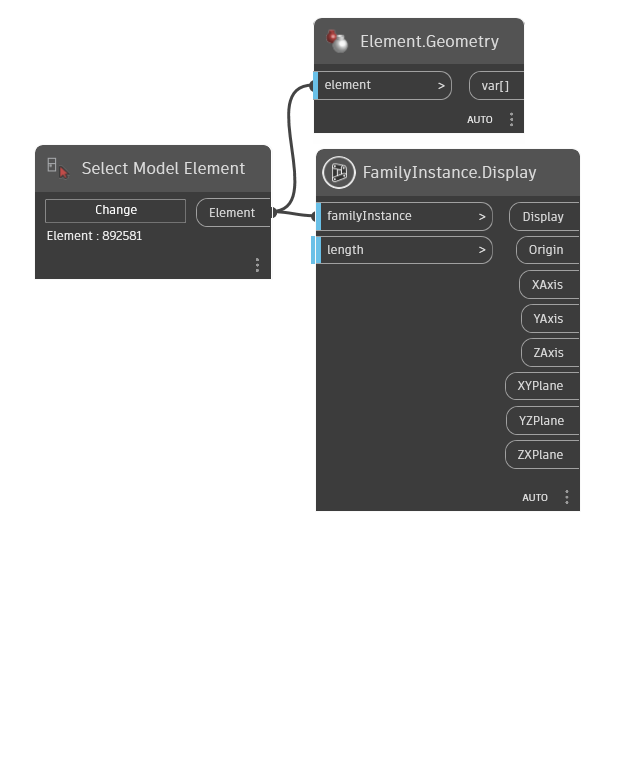 Element.Geometry
element >
var[]
AUTO
Select Model Element
Change
Element
Element : 892581
FamilyInstance.Display
familyInstance >
Display
length >
Origin
XAxis
YAxis
ZAxis
XYPlane
YZPlane
ZXPlane
AUTO